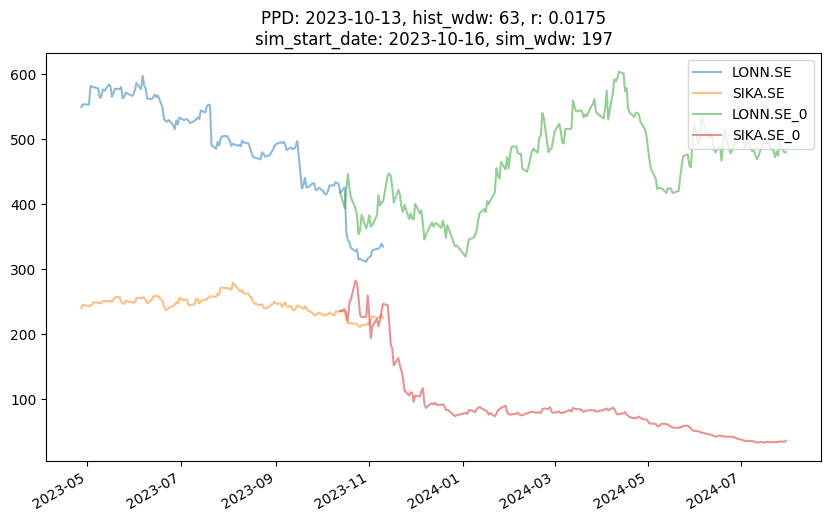 PPD: 2023-10-13, hist_wdw: 63, r: 0.0175
sim_start_date: 2023-10-16, sim_wdw: 197
600
500
400
300
200
100
LONN.SE
SIKA.SE
LONN.SE_0
SIKA.SE_0
2023-05
2023-07
2023-09
2023-11
2024-01
2024-03
2024-05
2024-07